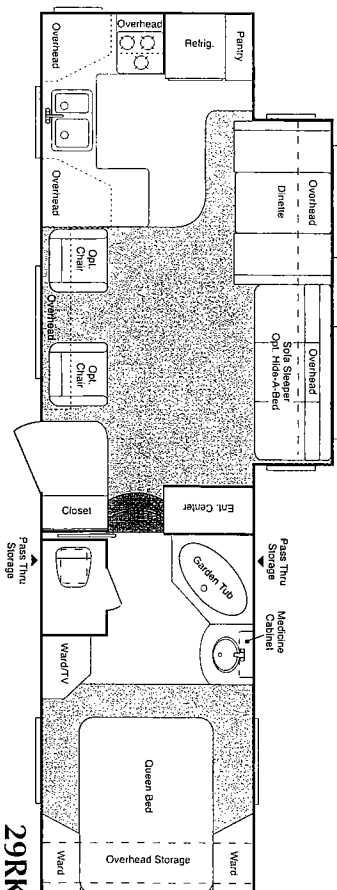 Overhead
Overhead
Refrig.
Pantry
Overhead
Overhead
Dinette
Opt.
Chair
Overhead
Opt.
Chair
Overhead
Sofa Sleeper
Opt. Hide-A-Bed
Closet
Ent. Center
Pass Thru
Storage
Pass Thru
Storage
Garden Tub
Medicine
Cabinet
Ward/TV
Queen Bed
Ward
Overhead Storage
Ward
29RK